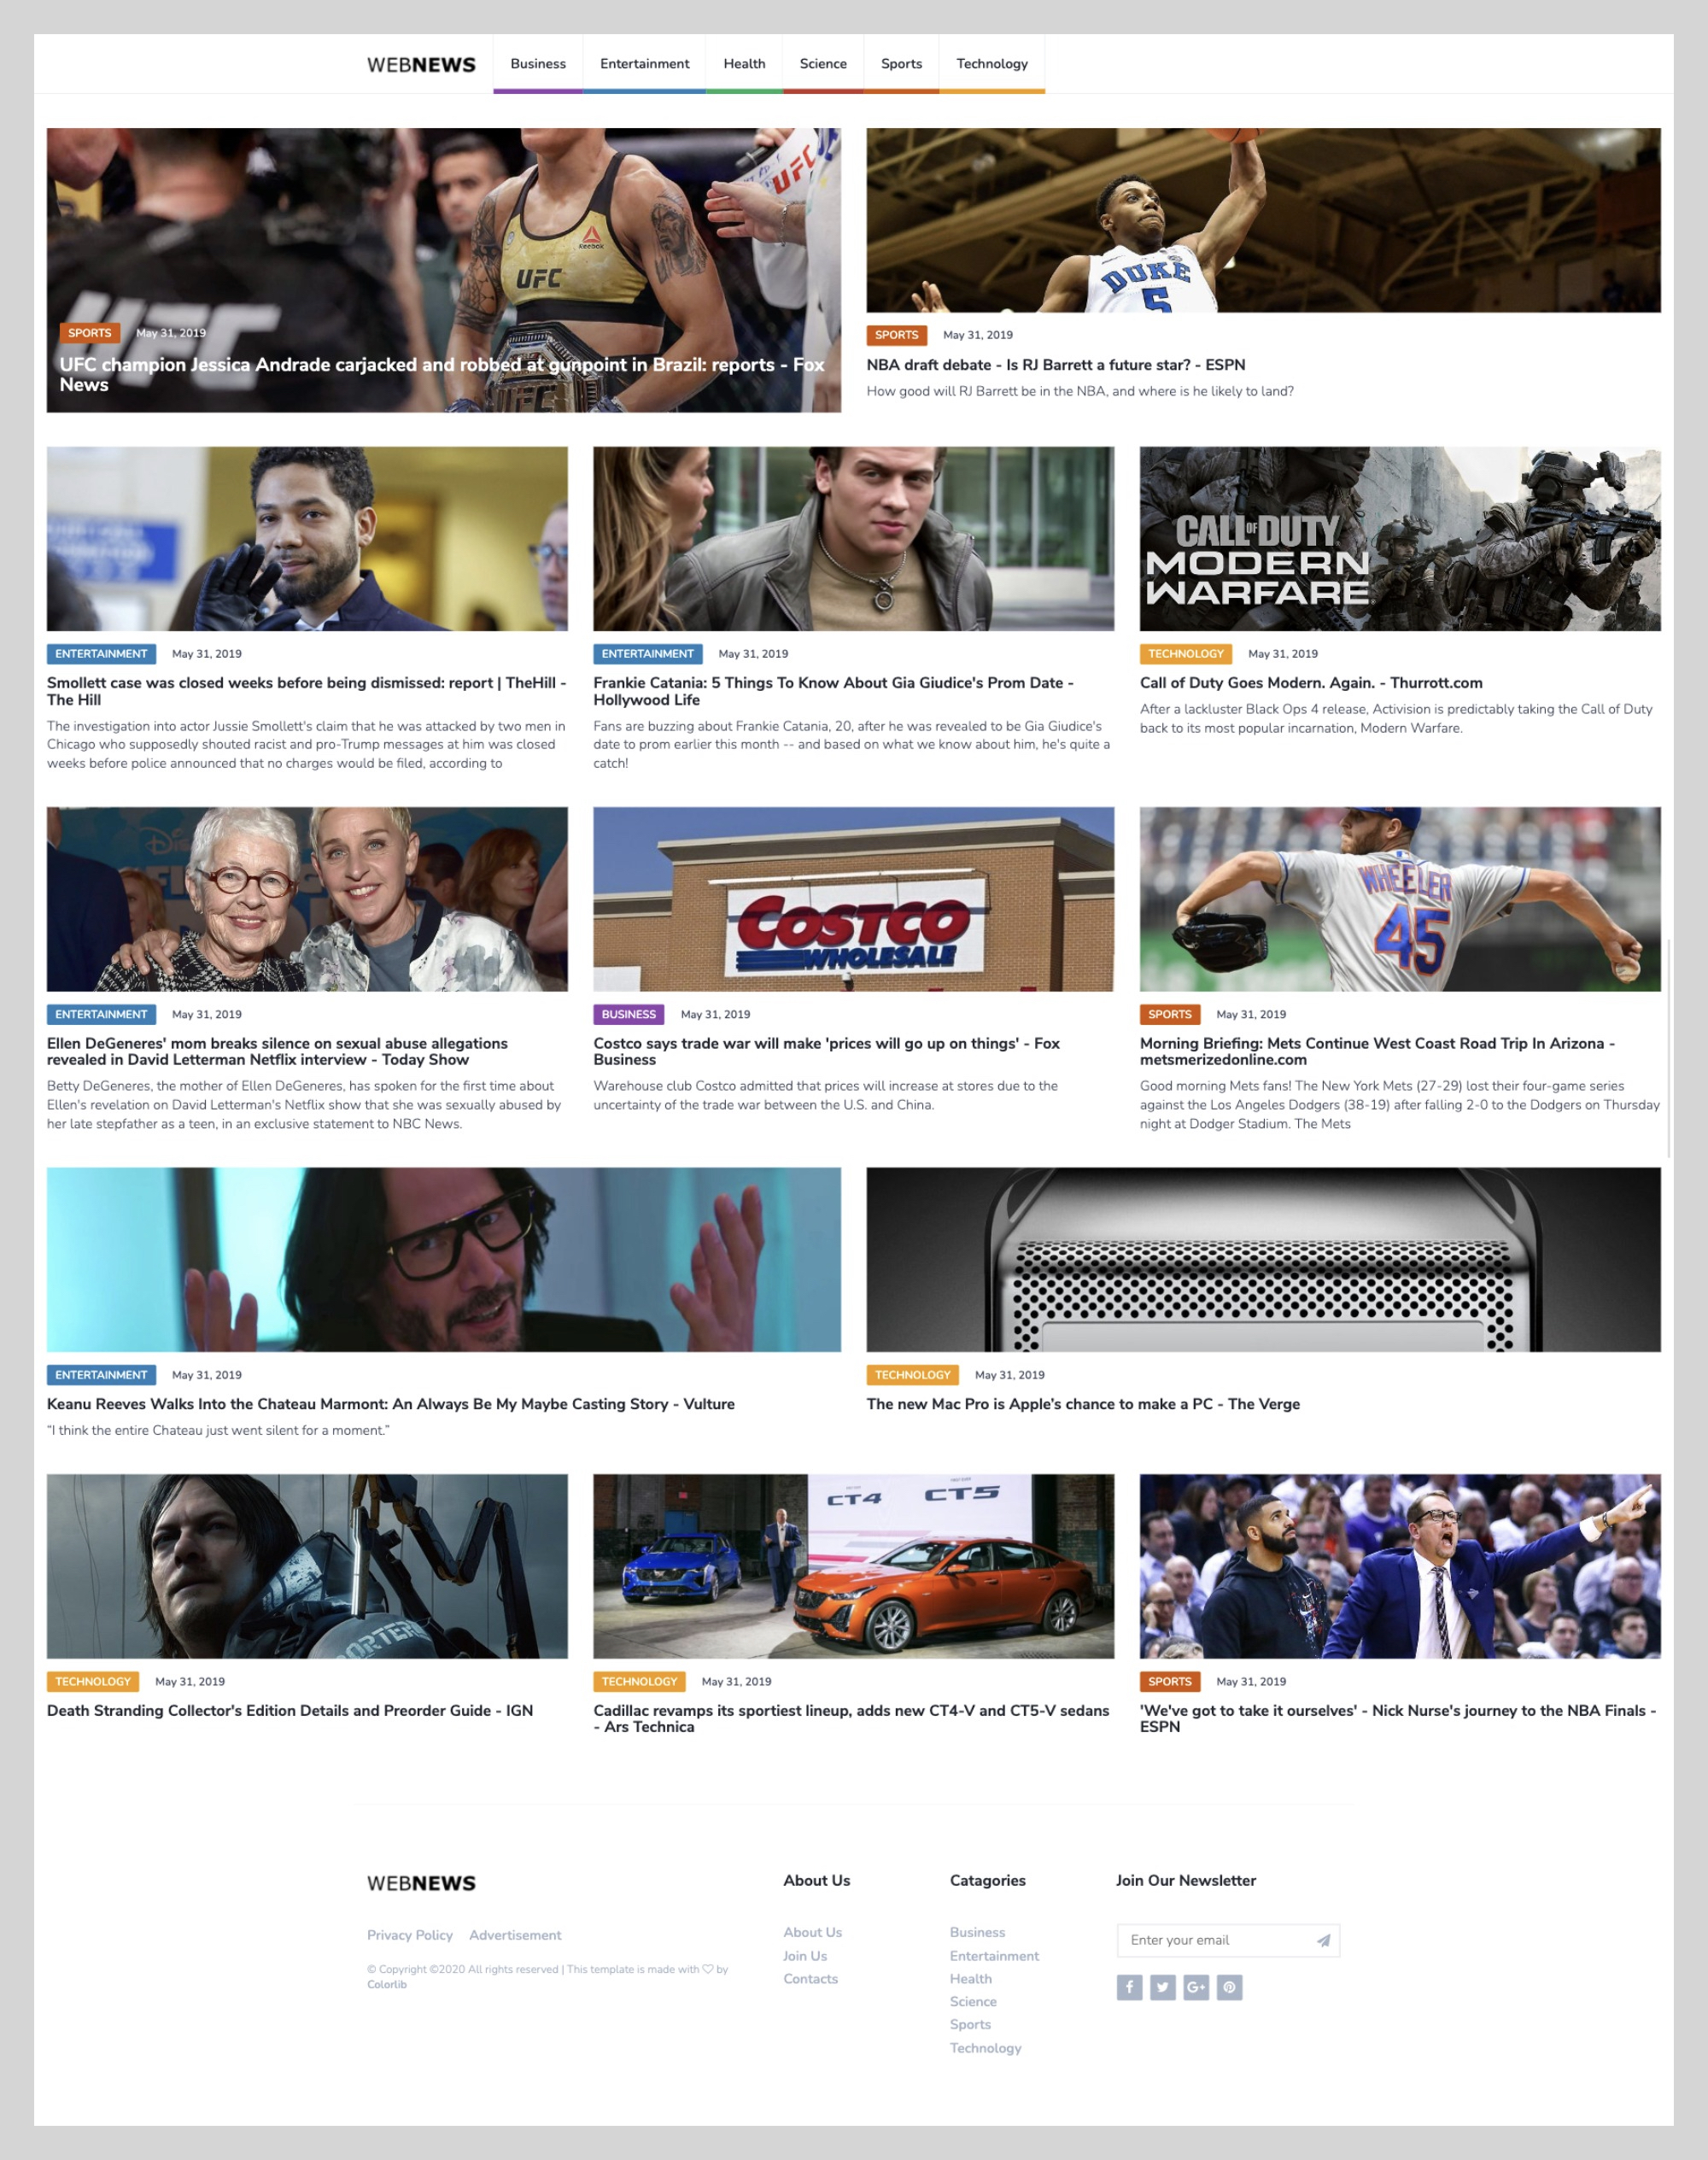 WEBNEWS
Business
Entertainment
Health
Science
Sports
Technology
UFC
Reebok
UFC
UFC
UFC
SPORTS
May 31, 2019
UFC champion Jessica Andrade carjacked and robbed at gunpoint in Brazil: reports - Fox
News
DUKE
5
SPORTS
May 31, 2019
NBA draft debate - Is RJ Barrett a future star? - ESPN
How good will RJ Barrett be in the NBA, and where is he likely to land?
ENTERTAINMENT
May 31, 2019
Smollett case was closed weeks before being dismissed: report | TheHill -
The Hill
The investigation into actor Jussie Smollett's claim that he was attacked by two men in
Chicago who supposedly shouted racist and pro-Trump messages at him was closed
weeks before police announced that no charges would be filed, according to
ENTERTAINMENT
May 31, 2019
Frankie Catania: 5 Things To Know About Gia Giudice's Prom Date -
Hollywood Life
Fans are buzzing about Frankie Catania, 20, after he was revealed to be Gia Giudice's
date to prom earlier this month -- and based on what we know about him, he's quite a
catch!
CALL OF DUTY
MODERN
WARFARE
TECHNOLOGY
May 31, 2019
Call of Duty Goes Modern. Again. - Thurrott.com
After a lackluster Black Ops 4 release, Activision is predictably taking the Call of Duty
back to its most popular incarnation, Modern Warfare.
ENTERTAINMENT
May 31, 2019
Ellen DeGeneres' mom breaks silence on sexual abuse allegations
revealed in David Letterman Netflix interview - Today Show
Betty DeGeneres, the mother of Ellen DeGeneres, has spoken for the first time about
Ellen's revelation on David Letterman's Netflix show that she was sexually abused by
her late stepfather as a teen, in an exclusive statement to NBC News.
COSTCO
WHOLESALE
BUSINESS
May 31, 2019
Costco says trade war will make 'prices will go up on things' - Fox
Business
Warehouse club Costco admitted that prices will increase at stores due to the
uncertainty of the trade war between the U.S. and China.
WHEELER
45
SPORTS
May 31, 2019
Morning Briefing: Mets Continue West Coast Road Trip In Arizona -
metsmerizedonline.com
Good morning Mets fans! The New York Mets (27-29) lost their four-game series
against the Los Angeles Dodgers (38-19) after falling 2-0 to the Dodgers on Thursday
night at Dodger Stadium. The Mets
ENTERTAINMENT
May 31, 2019
Keanu Reeves Walks Into the Chateau Marmont: An Always Be My Maybe Casting Story - Vulture
“I think the entire Chateau just went silent for a moment.”
TECHNOLOGY
May 31, 2019
The new Mac Pro is Apple's chance to make a PC - The Verge
TECHNOLOGY
May 31, 2019
Death Stranding Collector's Edition Details and Preorder Guide - IGN
CT4
CT5
TECHNOLOGY
May 31, 2019
Cadillac revamps its sportiest lineup, adds new CT4-V and CT5-V sedans
- Ars Technica
SPORTS
May 31, 2019
'We've got to take it ourselves' - Nick Nurse's journey to the NBA Finals -
ESPN
WEBNEWS
Privacy Policy
Advertisement
© Copyright ©2020 All rights reserved | This template is made with ♡ by
Colorlib
About Us
About Us
Join Us
Contacts
Catagories
Business
Entertainment
Health
Science
Sports
Technology
Join Our Newsletter
Enter your email